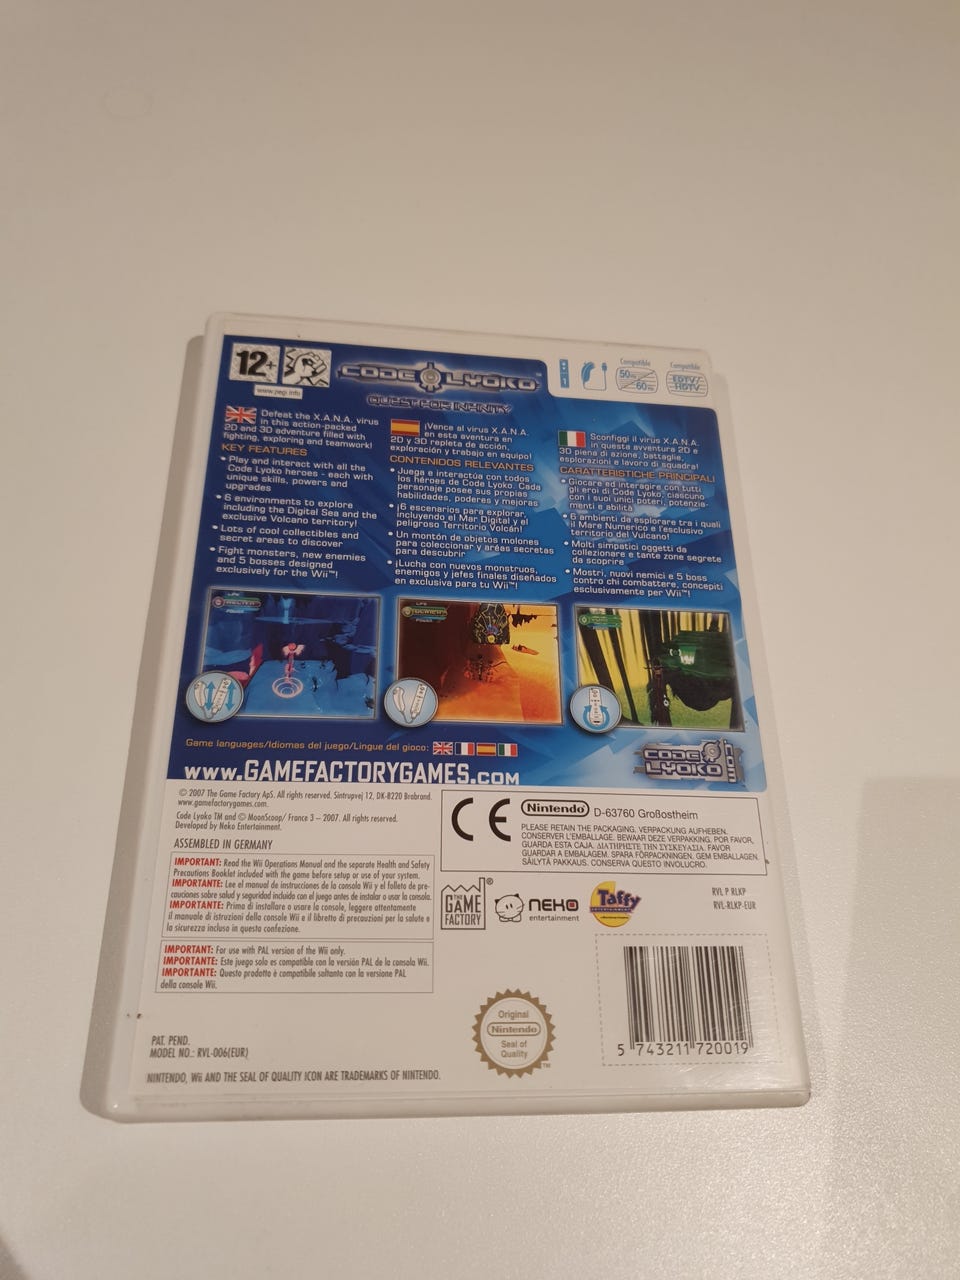 12+
www.pegi.info
CODE LYOKO
QUEST FOR INFINITY
1
Compatible
50Hz
60Hz
Compatible
EDTV/
HDTV
Defeat the X.A.N.A. virus
in this action-packed
2D and 3D adventure filled with
fighting, exploring and teamwork!
KEY FEATURES
• Play and interact with all the
Code Lyoko heroes - each with
unique skills, powers and
upgrades
• 6 environments to explore
including the Digital Sea and the
exclusive Volcano territory!
• Lots of cool collectibles and
secret areas to discover
• Fight monsters, new enemies
and 5 bosses designed
exclusively for the Wii™!
¡Vence al virus X.A.N.A.
en esta aventura en
2D y 3D repleta de acción,
exploración y trabajo en equipo!
CONTENIDOS RELEVANTES
• Juega e interactúa con todos
los héroes de Code Lyoko. Cada
personaje posee sus propias
habilidades, poderes y mejoras
• ¡6 escenarios para explorar,
incluyendo el Mar Digital y el
peligroso Territorio Volcán!
• Un montón de objetos molones
para coleccionar y aréas secretas
para descubrir
• ¡Lucha con nuevos monstruos,
enemigos y jefes finales diseñados
en exclusiva para tu Wii™!
Sconfiggi il virus X.A.N.A.
in questa avventura 2D e
3D piena di azione, battaglie,
esplorazioni e lavoro di squadra!
CARATTERISTICHE PRINCIPALI
• Giocare ed interagire con tutti
gli eroi di Code Lyoko, ciascuno
con i suoi unici poteri, potenzia-
menti e abilità
• 6 ambienti da esplorare tra i quali
il Mare Numerico e l'esclusivo
territorio del Vulcano!
• Molti simpatici oggetti da
collezionare e tante zone segrete
da scoprire
• Mostri, nuovi nemici e 5 boss
contro chi combattere, concepiti
esclusivamente per Wii™!
LIFE
AELITA
POWER
LIFE
POWER
Game languages/Idiomas del juego/Lingue del gioco:
www.GAMEFACTORYGAMES.com
CODE
LYOKO
.com
© 2007 The Game Factory ApS. All rights reserved. Sintrupvej 12, DK-8220 Brabrand.
www.gamefactorygames.com.
Code Lyoko TM and © MoonScoop/ France 3 – 2007. All rights reserved.
Developed by Neko Entertainment.
ASSEMBLED IN GERMANY
IMPORTANT: Read the Wii Operations Manual and the separate Health and Safety
Precautions Booklet included with the game before setup or use of your system.
IMPORTANTE: Lee el manual de instrucciones de la consola Wii y el folleto de pre-
cauciones sobre salud y seguridad incluido con el juego antes de instalar o usar la consola.
IMPORTANTE: Prima di installare o usare la console, leggere attentamente
il manuale di istruzioni della console Wii e il libretto di precauzioni per la salute e
la sicurezza incluso in questa confezione.
IMPORTANT: For use with PAL version of the Wii only.
IMPORTANTE: Este juego solo es compatible con la versión PAL de la consola Wii.
IMPORTANTE: Questo prodotto è compatibile soltanto con la versione PAL
della console Wii.
CE
Nintendo
D-63760 Großostheim
PLEASE RETAIN THE PACKAGING. VERPACKUNG AUFHEBEN.
CONSERVER L'EMBALLAGE. BEWAAR DEZE VERPAKKING. POR FAVOR,
GUARDA ESTA CAJA. ΔΙΑΤΗΡΗΣΤΕ ΤΗΝ ΣΥΣΚΕΥΑΣΙΑ. FAVOR
GUARDAR A EMBALAGEM. SPARA FÖRPACKNINGEN. GEM EMBALLAGEN.
SÄILYTÄ PAKKAUS. CONSERVA QUESTO INVOLUCRO.
THE
GAME
FACTORY
®
NEKO
entertainment
Taffy
ENTERTAINMENT
RVL P RLKP
RVL-RLKP-EUR
Original
Nintendo
Seal of
Quality
TM
5 743211 720019
PAT. PEND.
MODEL NO.: RVL-006(EUR)
NINTENDO, Wii AND THE SEAL OF QUALITY ICON ARE TRADEMARKS OF NINTENDO.